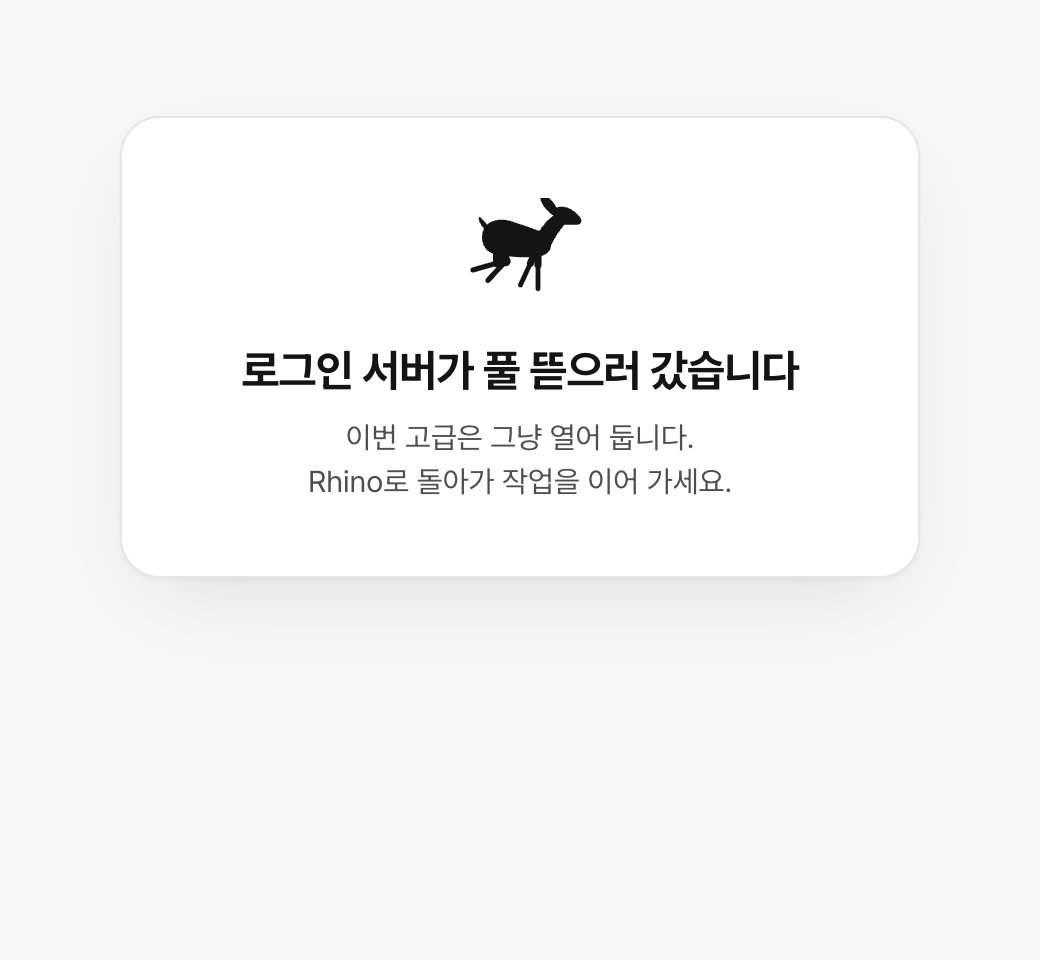 로그인 서버가 풀 뜯으러 갔습니다
이번 고급은 그냥 열어 둡니다.
Rhino로 돌아가 작업을 이어 가세요.